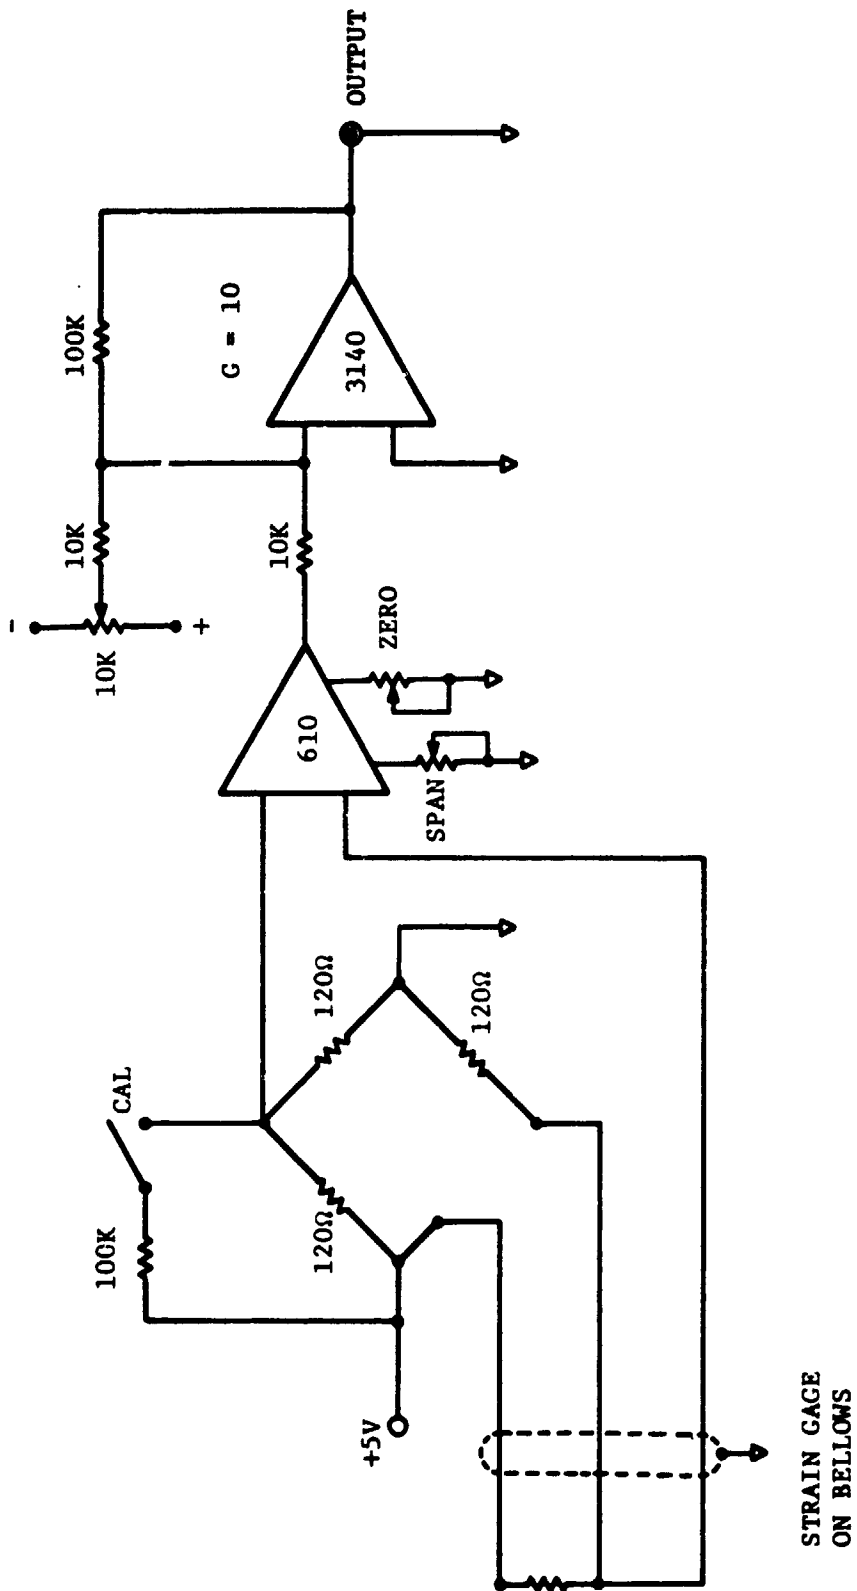 OUTPUT
100K
G = 10
3140
10K
10K
-
+
10K
ZERO
610
SPAN
CAL
120Ω
120Ω
100K
120Ω
+5V
STRAIN GAGE
ON BELLOWS